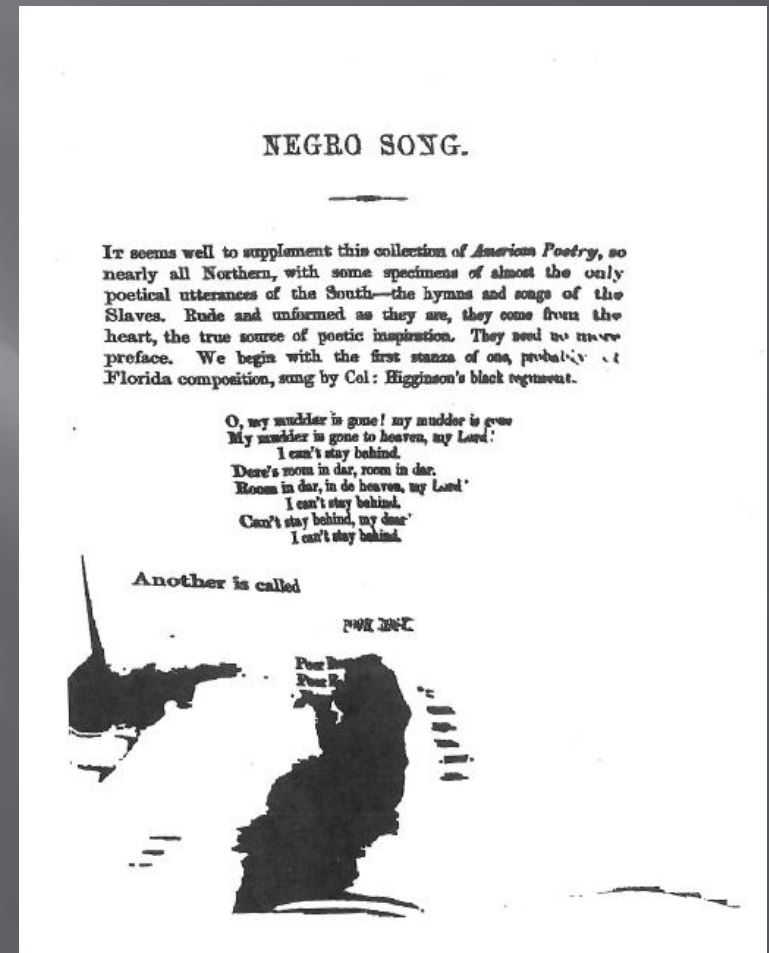 NEGRO SONG.
IT seems well to supplement this collection of American Poetry, so
nearly all Northern, with some specimens of almost the only
poetical utterances of the South—the hymns and songs of the
Slaves. Rude and unformed as they are, they come from the
heart, the true source of poetic inspiration. They need no more
preface. We begin with the first stanza of one, probably of
Florida composition, sung by Col: Higginson's black regiment.
O, my mudder is gone! my mudder is gone
My mudder is gone to heaven, my Lord!
I can't stay behind.
Dere's room in dar, room in dar.
Room in dar, in de heaven, my Lord
I can't stay behind.
Can't stay behind, my dear
I can't stay behind.
Another is called
Poor
Poor